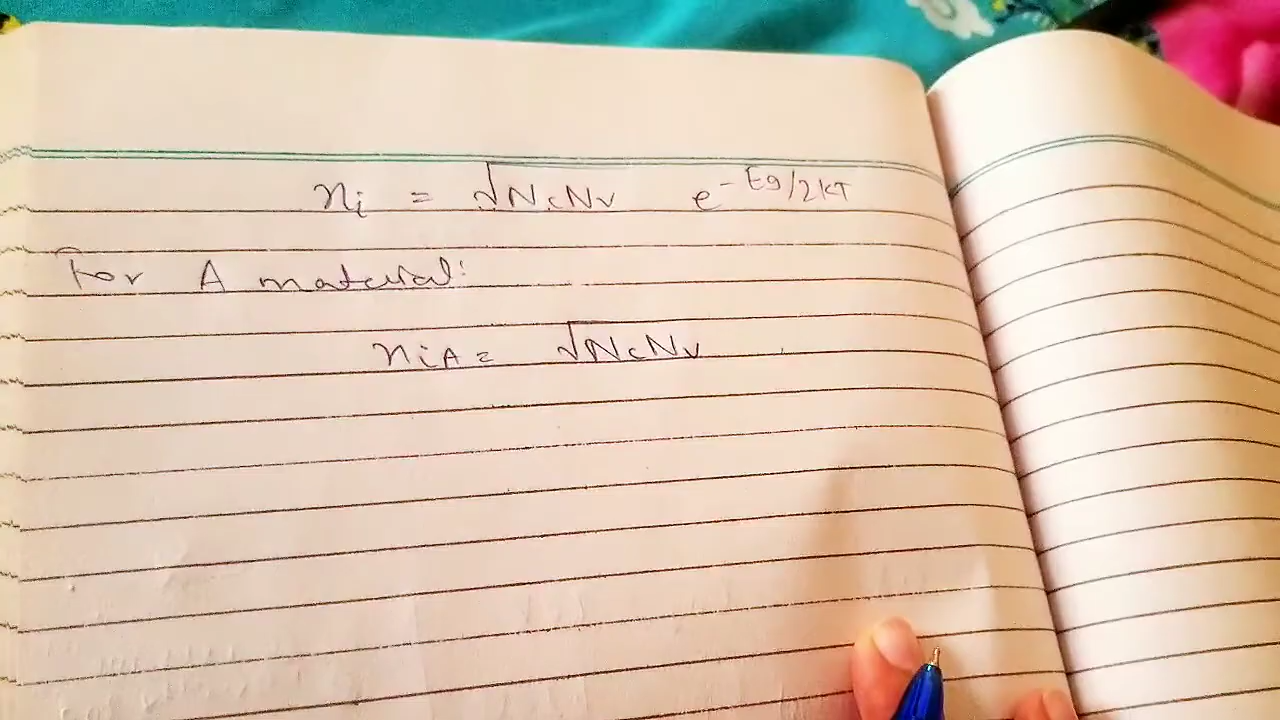 ni = √NcNv e^-Eg/2KT
For A material:
niA = √NcNv